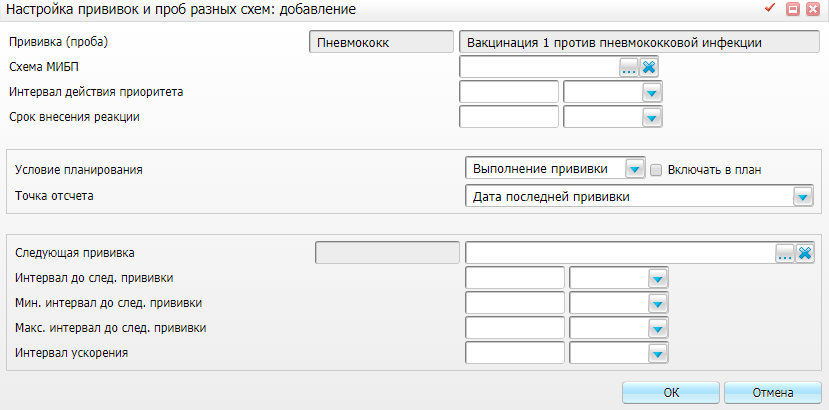 Настройка прививок и проб разных схем: добавление
Прививка (проба) Пневмококк Вакцинация 1 против пневмококковой инфекции
Схема МИБП ...
Интервал действия приоритета
Срок внесения реакции
Условие планирования Выполнение прививки Включать в план
Точка отсчета Дата последней прививки
Следующая прививка ...
Интервал до след. прививки
Мин. интервал до след. прививки
Макс. интервал до след. прививки
Интервал ускорения
ОК Отмена